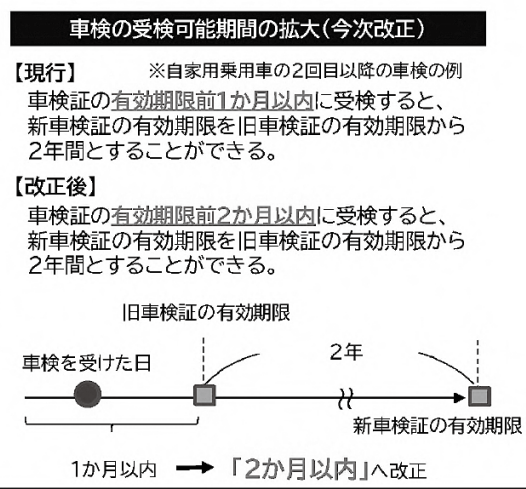 車検の受検可能期間の拡大(今次改正)
【現行】 ※自家用乗用車の2回目以降の車検の例
車検証の有効期限前1か月以内に受検すると、
新車検証の有効期限を旧車検証の有効期限から
2年間とすることができる。
【改正後】
車検証の有効期限前2か月以内に受検すると、
新車検証の有効期限を旧車検証の有効期限から
2年間とすることができる。
旧車検証の有効期限
車検を受けた日
2年
新車検証の有効期限
1か月以内 → 「2か月以内」へ改正